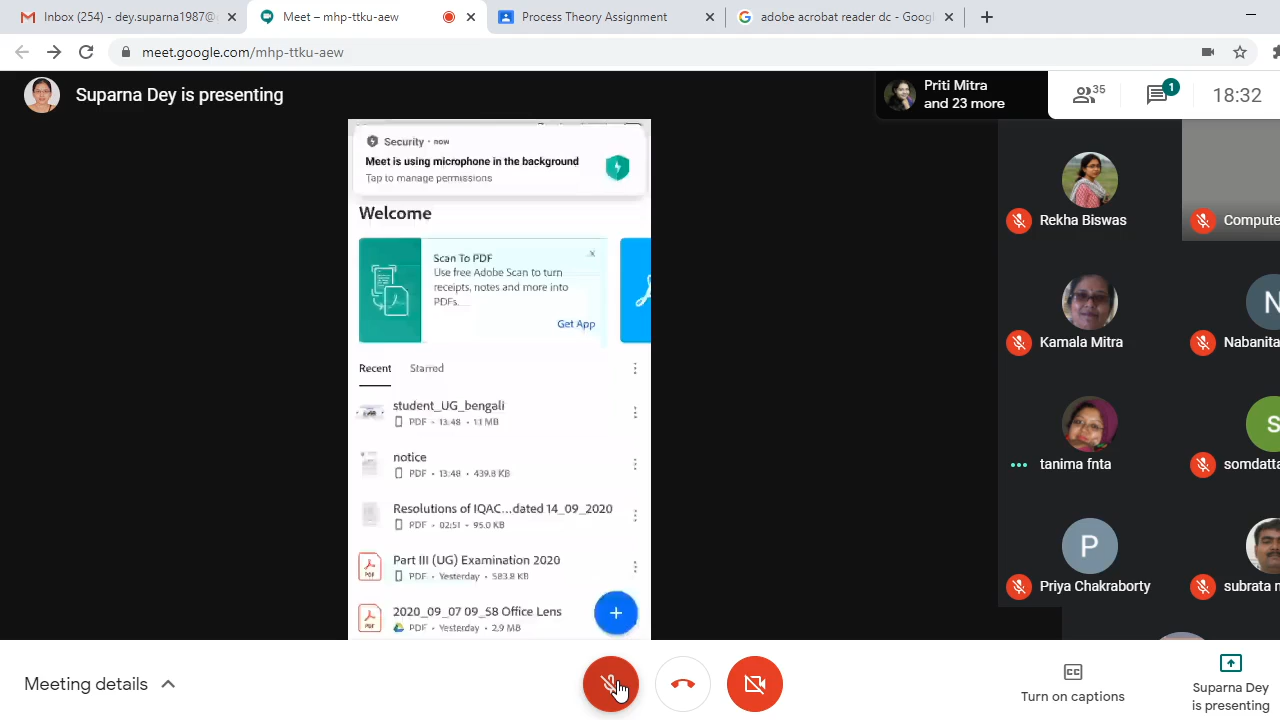 Inbox (254) - dey.suparna1987@
Meet – mhp-ttku-aew
Process Theory Assignment
adobe acrobat reader dc - Goog
meet.google.com/mhp-ttku-aew
Suparna Dey is presenting
Priti Mitra
and 23 more
35
1
18:32
Security • now
Meet is using microphone in the background
Tap to manage permissions
Welcome
Scan To PDF
Use free Adobe Scan to turn
receipts, notes and more into
PDFs....
Get App
Recent
Starred
student_UG_bengali
PDF • 13:48 • 1.1 MB
notice
PDF • 13:48 • 439.8 KB
Resolutions of IQAC...dated 14_09_2020
PDF • 02:51 • 95.0 KB
Part III (UG) Examination 2020
PDF • Yesterday • 583.8 KB
2020_09_07 09_58 Office Lens
PDF • Yesterday • 2.9 MB
Rekha Biswas
Compute
Kamala Mitra
N
Nabanita
tanima fnta
S
somdatta
P
Priya Chakraborty
subrata
Meeting details
CC
Turn on captions
Suparna Dey
is presenting